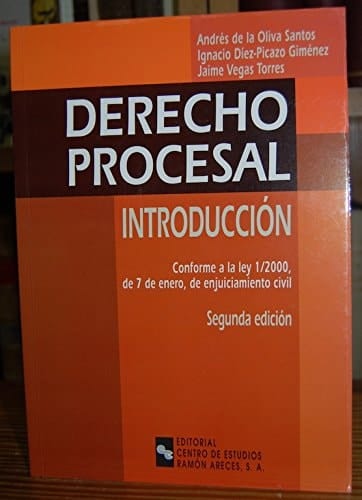 Andrés de la Oliva Santos
Ignacio Díez-Picazo Giménez
Jaime Vegas Torres
DERECHO
PROCESAL
INTRODUCCIÓN
Conforme a la ley 1/2000,
de 7 de enero, de enjuiciamiento civil
Segunda edición
EDITORIAL
CENTRO DE ESTUDIOS
RAMÓN ARECES, S. A.